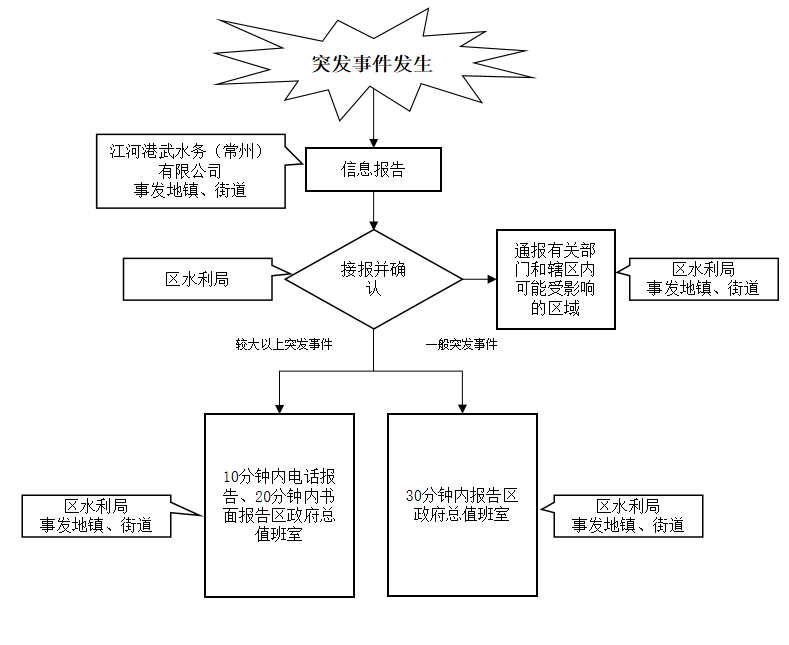 突发事件发生
江河港武水务（常州）
有限公司
事发地镇、街道
信息报告
区水利局
接报并确
认
通报有关部
门和辖区内
可能受影响
的区域
区水利局
事发地镇、街道
较大以上突发事件
一般突发事件
10分钟内电话报
告、20分钟内书
面报告区政府总
值班室
30分钟内报告区
政府总值班室
区水利局
事发地镇、街道
区水利局
事发地镇、街道